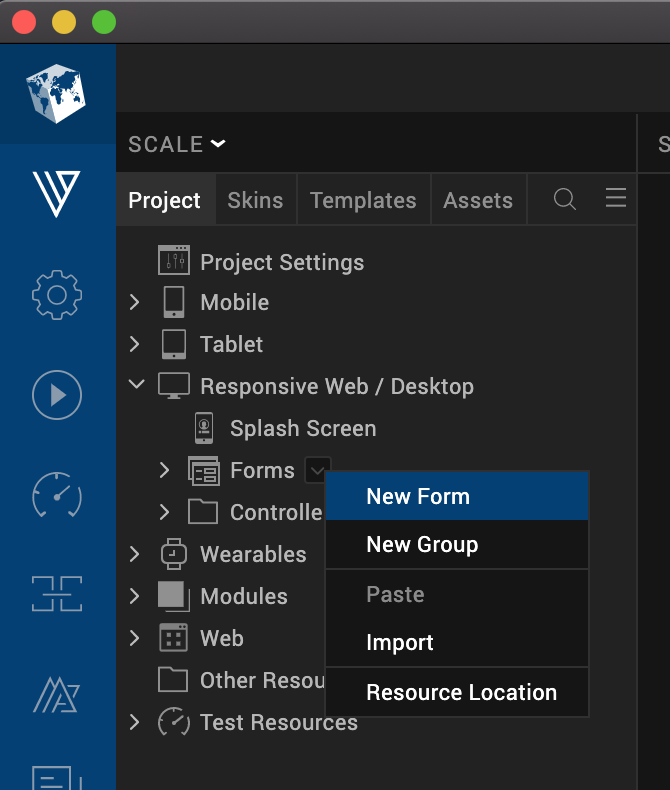 SCALE
Project Skins Templates Assets
Project Settings
Mobile
Tablet
Responsive Web / Desktop
Splash Screen
Forms
New Form
Controlle
New Group
Wearables
Modules
Paste
Web
Import
Other Resou
Resource Location
Test Resources